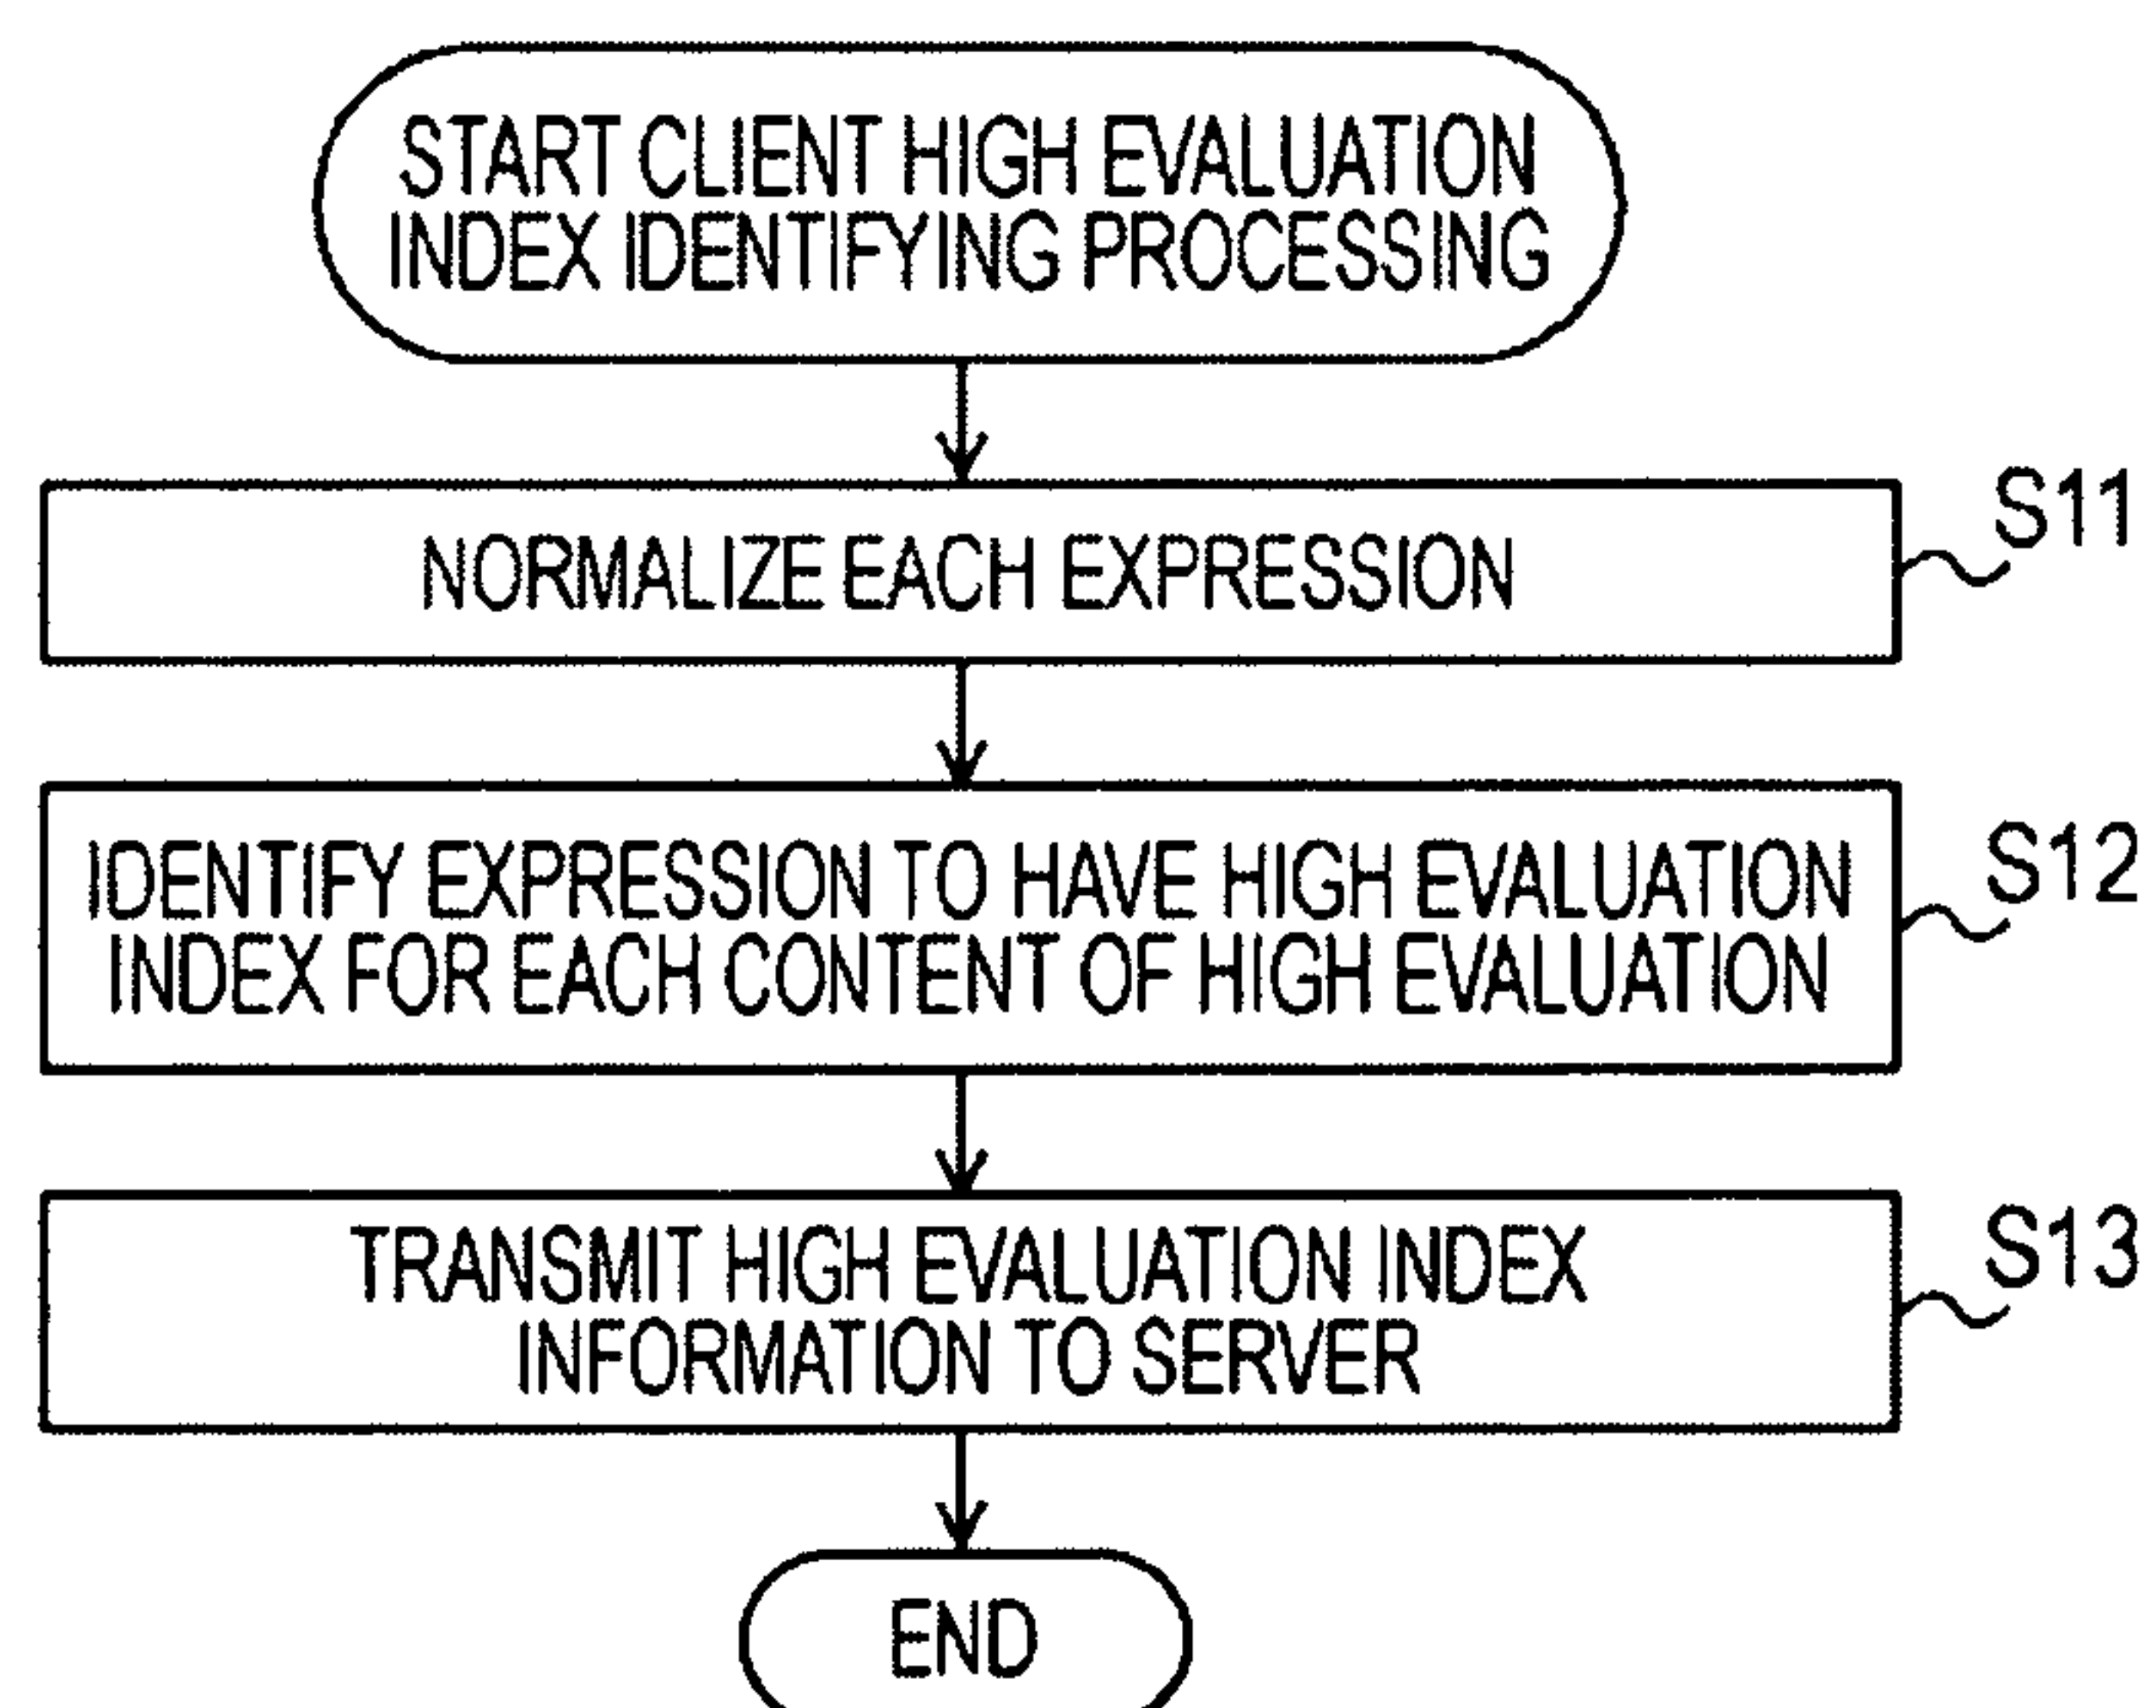 START CLIENT HIGH EVALUATION
INDEX IDENTIFYING PROCESSING
NORMALIZE EACH EXPRESSION
S11
IDENTIFY EXPRESSION TO HAVE HIGH EVALUATION
INDEX FOR EACH CONTENT OF HIGH EVALUATION
S12
TRANSMIT HIGH EVALUATION INDEX
INFORMATION TO SERVER
S13
END